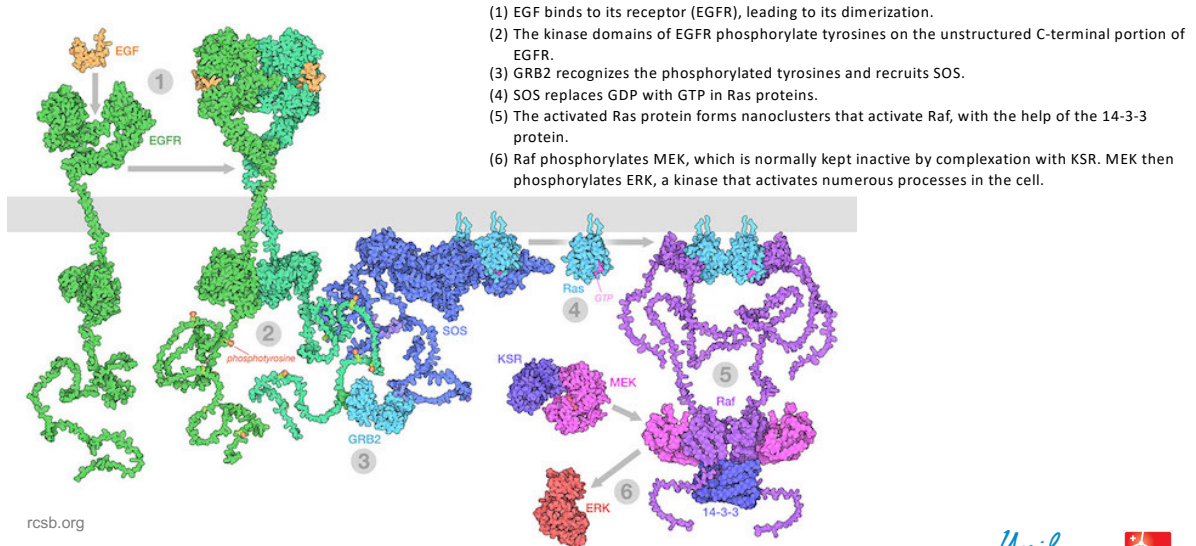 (1) EGF binds to its receptor (EGFR), leading to its dimerization.
(2) The kinase domains of EGFR phosphorylate tyrosines on the unstructured C-terminal portion of
EGFR.
(3) GRB2 recognizes the phosphorylated tyrosines and recruits SOS.
(4) SOS replaces GDP with GTP in Ras proteins.
(5) The activated Ras protein forms nanoclusters that activate Raf, with the help of the 14-3-3
protein.
(6) Raf phosphorylates MEK, which is normally kept inactive by complexation with KSR. MEK then
phosphorylates ERK, a kinase that activates numerous processes in the cell.
EGF
1
EGFR
2
phosphotyrosine
SOS
GRB2
3
Ras
GTP
4
KSR
MEK
5
Raf
6
ERK
14-3-3
rcsb.org